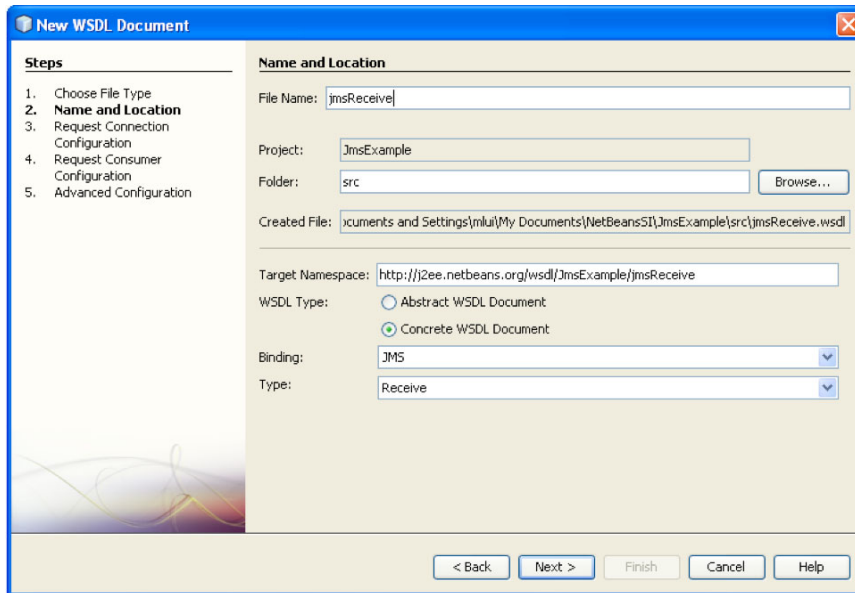 New WSDL Document
Steps
1. Choose File Type
2. Name and Location
3. Request Connection
Configuration
4. Request Consumer
Configuration
5. Advanced Configuration
Name and Location
File Name: jmsReceive
Project: JmsExample
Folder: src
Browse...
Created File: ocuments and Settings\mlui\My Documents\NetBeansSI\JmsExample\src\jmsReceive.wsdl
Target Namespace: http://j2ee.netbeans.org/wsdl/JmsExample/jmsReceive
WSDL Type: Abstract WSDL Document
Concrete WSDL Document
Binding: JMS
Type: Receive
< Back Next > Finish Cancel Help